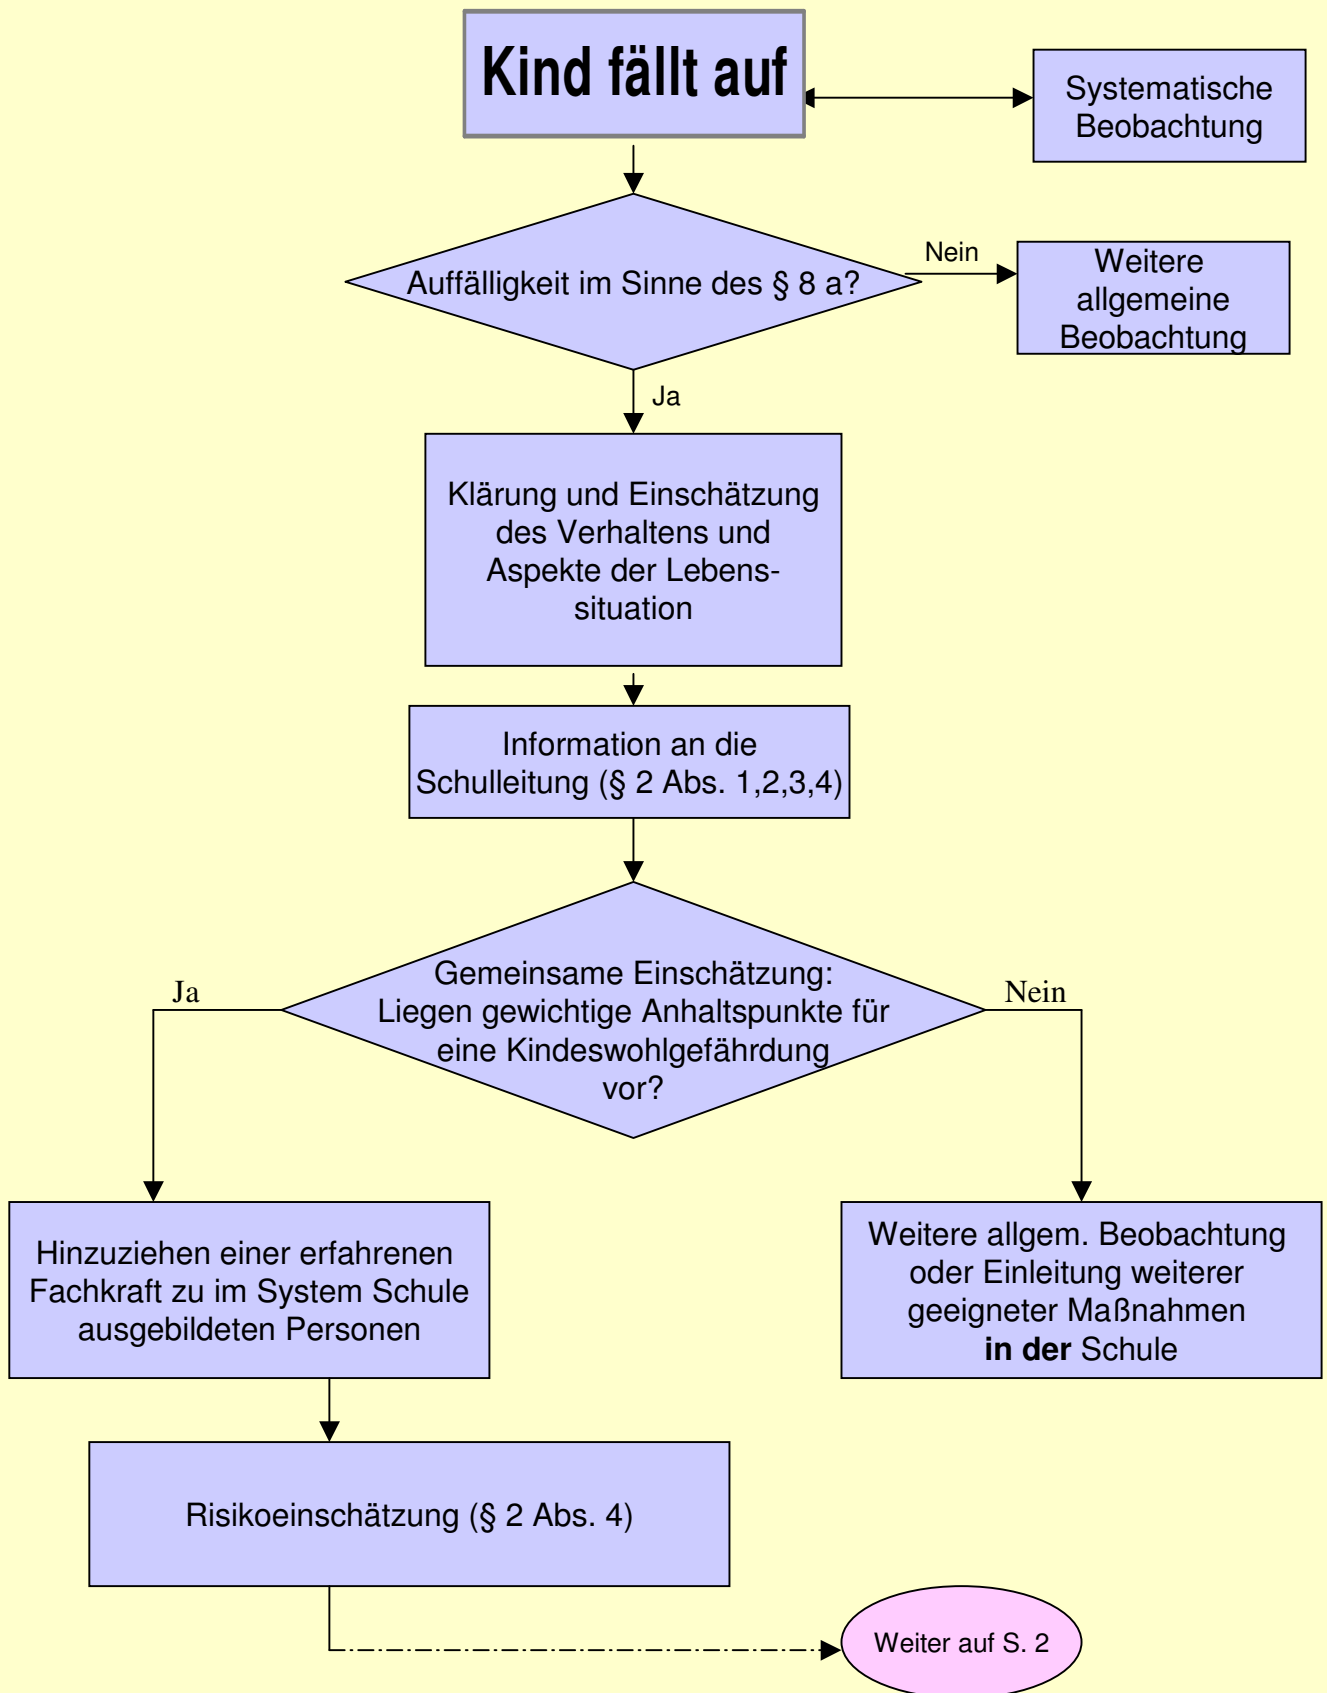 Kind fällt auf
Systematische
Beobachtung
Auffälligkeit im Sinne des § 8 a?
Nein
Weitere
allgemeine
Beobachtung
Ja
Klärung und Einschätzung
des Verhaltens und
Aspekte der Lebens-
situation
Information an die
Schulleitung (§ 2 Abs. 1,2,3,4)
Gemeinsame Einschätzung:
Liegen gewichtige Anhaltspunkte für
eine Kindeswohlgefährdung
vor?
Ja
Nein
Hinzuziehen einer erfahrenen
Fachkraft zu im System Schule
ausgebildeten Personen
Weitere allgem. Beobachtung
oder Einleitung weiterer
geeigneter Maßnahmen
in der Schule
Risikoeinschätzung (§ 2 Abs. 4)
Weiter auf S. 2